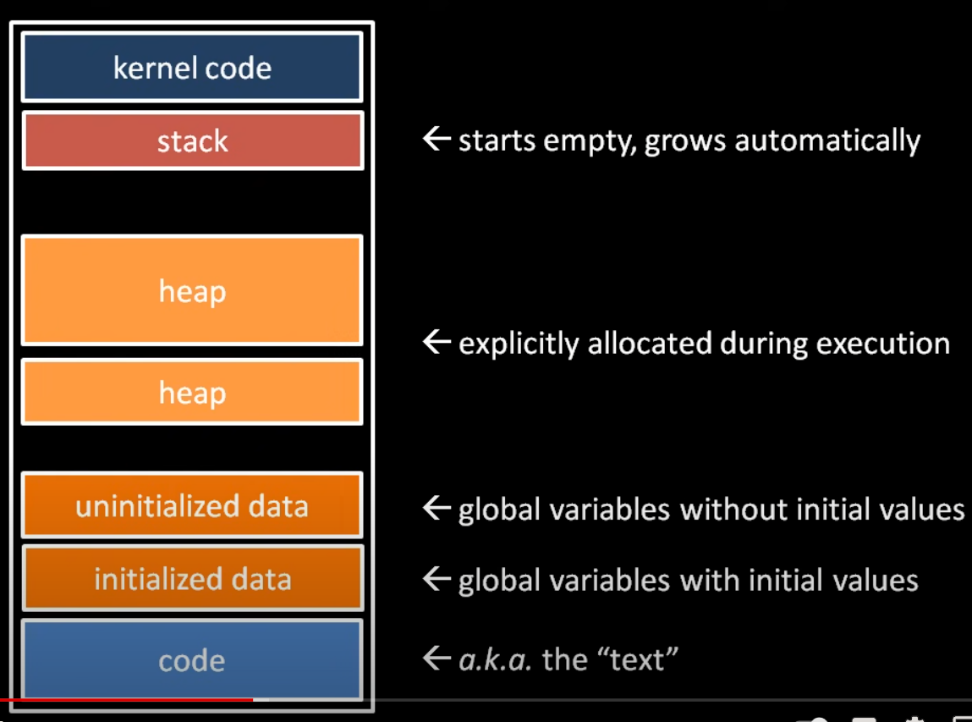 kernel code
stack
← starts empty, grows automatically
heap
← explicitly allocated during execution
heap
uninitialized data
← global variables without initial values
initialized data
← global variables with initial values
code
← a.k.a. the “text”